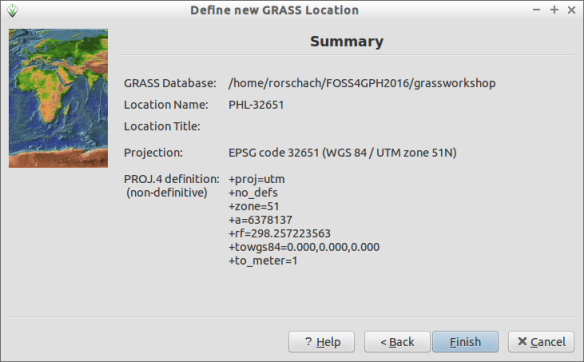 Define new GRASS Location
Summary
GRASS Database: /home/rorschach/FOSS4GPH2016/grassworkshop
Location Name: PHL-32651
Location Title:
Projection: EPSG code 32651 (WGS 84 / UTM zone 51N)
PROJ.4 definition: +proj=utm
(non-definitive) +no_defs
+zone=51
+a=6378137
+rf=298.257223563
+towgs84=0.000,0.000,0.000
+to_meter=1
? Help < Back Finish Cancel